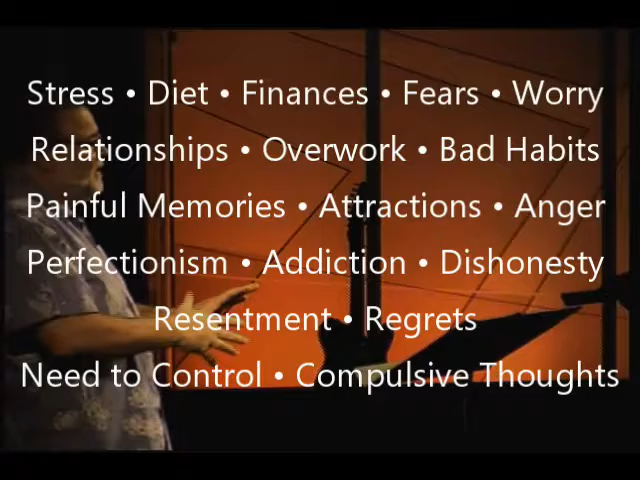 Stress • Diet • Finances • Fears • Worry
Relationships • Overwork • Bad Habits
Painful Memories • Attractions • Anger
Perfectionism • Addiction • Dishonesty
Resentment • Regrets
Need to Control • Compulsive Thoughts